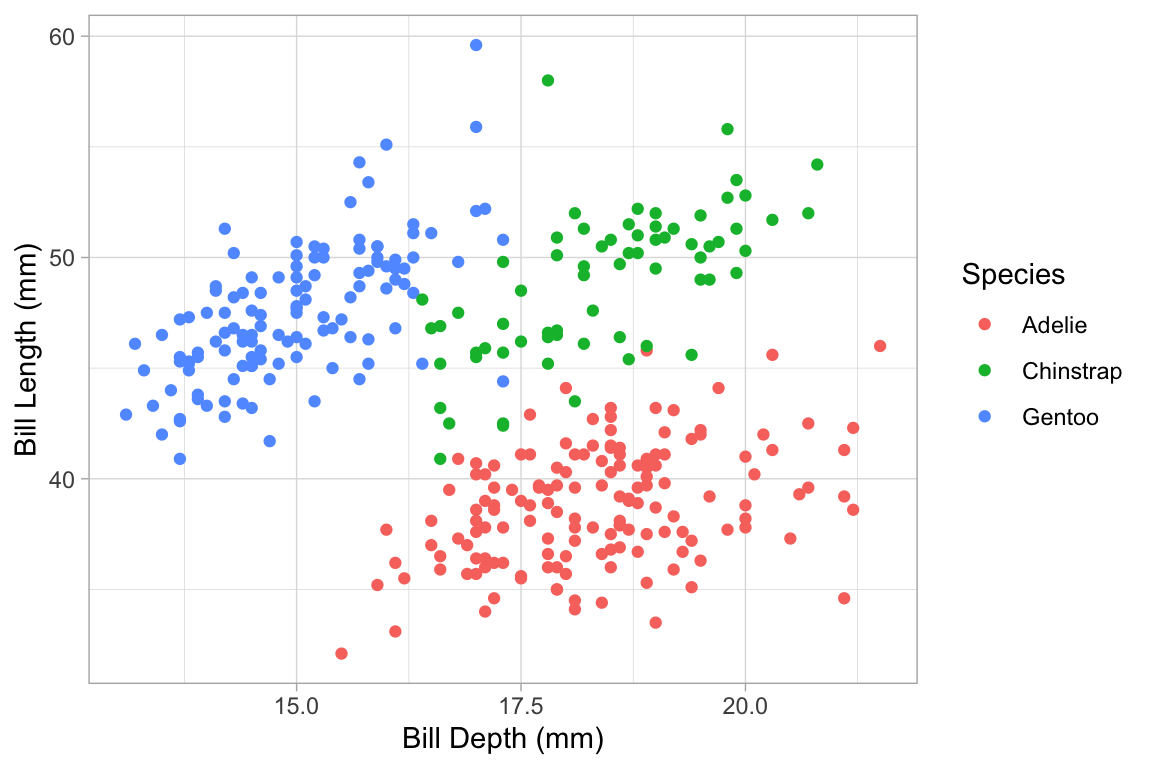 60
50
40
Bill Length (mm)
15.0 17.5 20.0
Bill Depth (mm)
Species
Adelie
Chinstrap
Gentoo